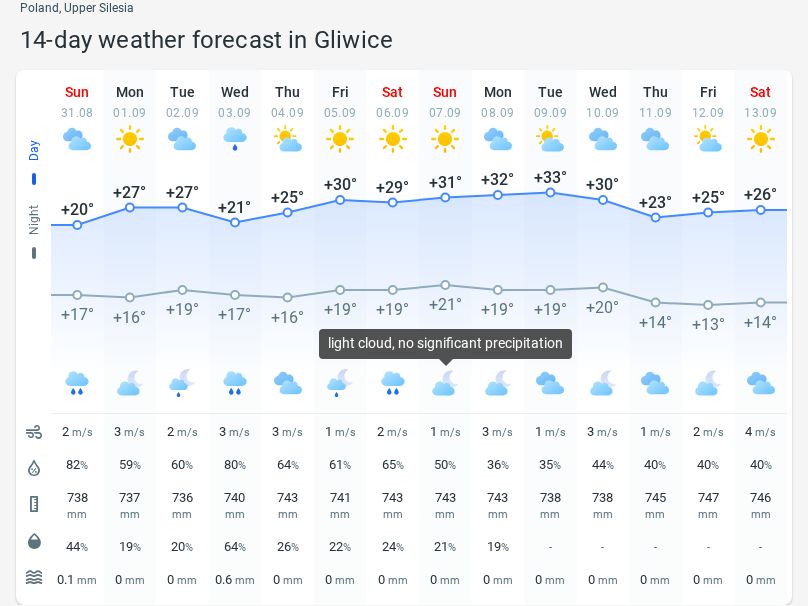 Poland, Upper Silesia
14-day weather forecast in Gliwice
Sun Mon Tue Wed Thu Fri Sat Sun Mon Tue Wed Thu Fri Sat
31.08 01.09 02.09 03.09 04.09 05.09 06.09 07.09 08.09 09.09 10.09 11.09 12.09 13.09
Day
+20° +27° +27° +21° +25° +30° +29° +31° +32° +33° +30° +23° +25° +26°
Night
+17° +16° +19° +17° +16° +19° +19° +21° +19° +19° +20° +14° +13° +14°
light cloud, no significant precipitation
2 m/s 3 m/s 2 m/s 3 m/s 3 m/s 1 m/s 2 m/s 1 m/s 3 m/s 1 m/s 3 m/s 1 m/s 2 m/s 4 m/s
82% 59% 60% 80% 64% 61% 65% 50% 36% 35% 44% 40% 40% 40%
738 737 736 740 743 741 743 743 743 738 738 745 747 746
mm mm mm mm mm mm mm mm mm mm mm mm mm mm
44% 19% 20% 64% 26% 22% 24% 21% 19% - - - - -
0.1 mm 0 mm 0 mm 0.6 mm 0 mm 0 mm 0 mm 0 mm 0 mm 0 mm 0 mm 0 mm 0 mm 0 mm